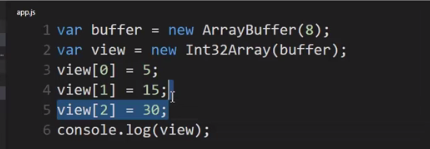 app.js
1 var buffer = new ArrayBuffer(8);
2 var view = new Int32Array(buffer);
3 view[0] = 5;
4 view[1] = 15;
5 view[2] = 30;
6 console.log(view);